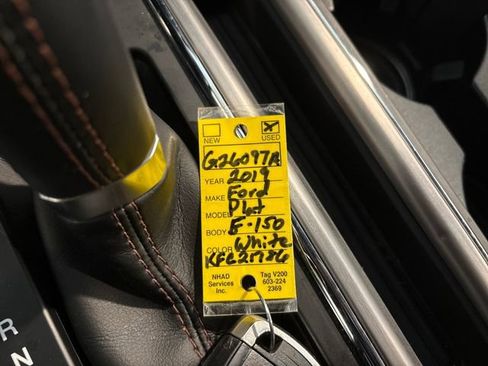 NEW USED
G26097A
YEAR 2019
MAKE Ford
MODEL Plat
BODY F-150
COLOR White
KFC21786
NHAD Services Inc.
Tag V200 603-224 2369
R
N